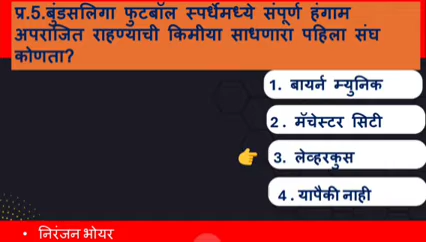 प्र.5.बुंडसलिगा फुटबॉल स्पर्धेमध्ये संपूर्ण हंगाम
अपराजित राहण्याची किमीया साधणारा पहिला संघ
कोणता?
1. बायर्न म्युनिक
2. मॅचेस्टर सिटी
3. लेव्हरकुस
4. यापैकी नाही
• निरंजन भोयर